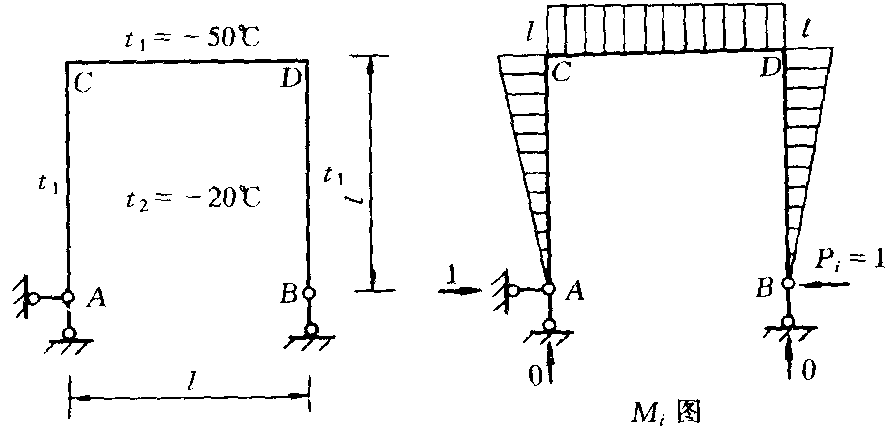 t₁ = -50℃
C
D
t₁
t₂ = -20℃
t₁
l
A
B
l
l
l
C
D
1
A
B
Pᵢ = 1
0
0
Mᵢ 图